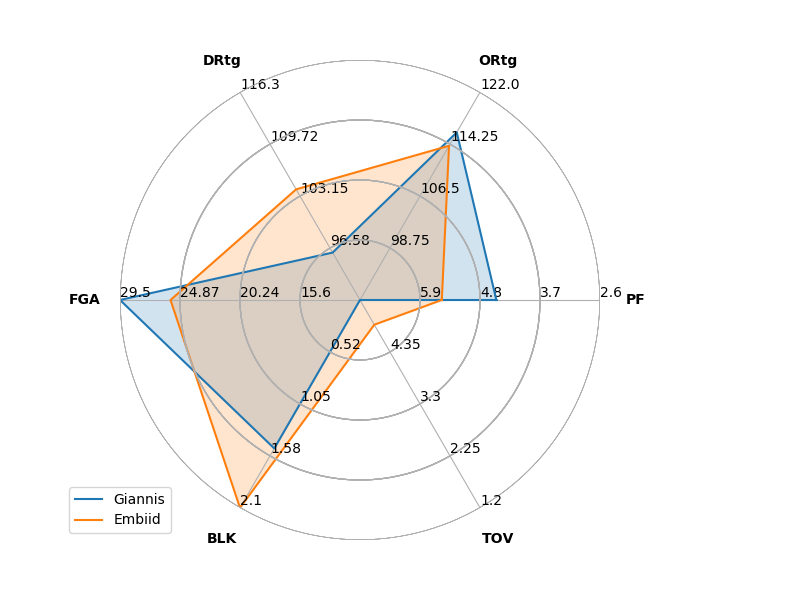 DRtg ORtg
116.3 122.0
109.72 114.25
103.15 106.5
96.58 98.75
FGA 29.5 24.87 20.24 15.6 5.9 4.8 3.7 2.6 PF
0.52 4.35
1.05 3.3
1.58 2.25
2.1 1.2
Giannis
Embiid
BLK TOV